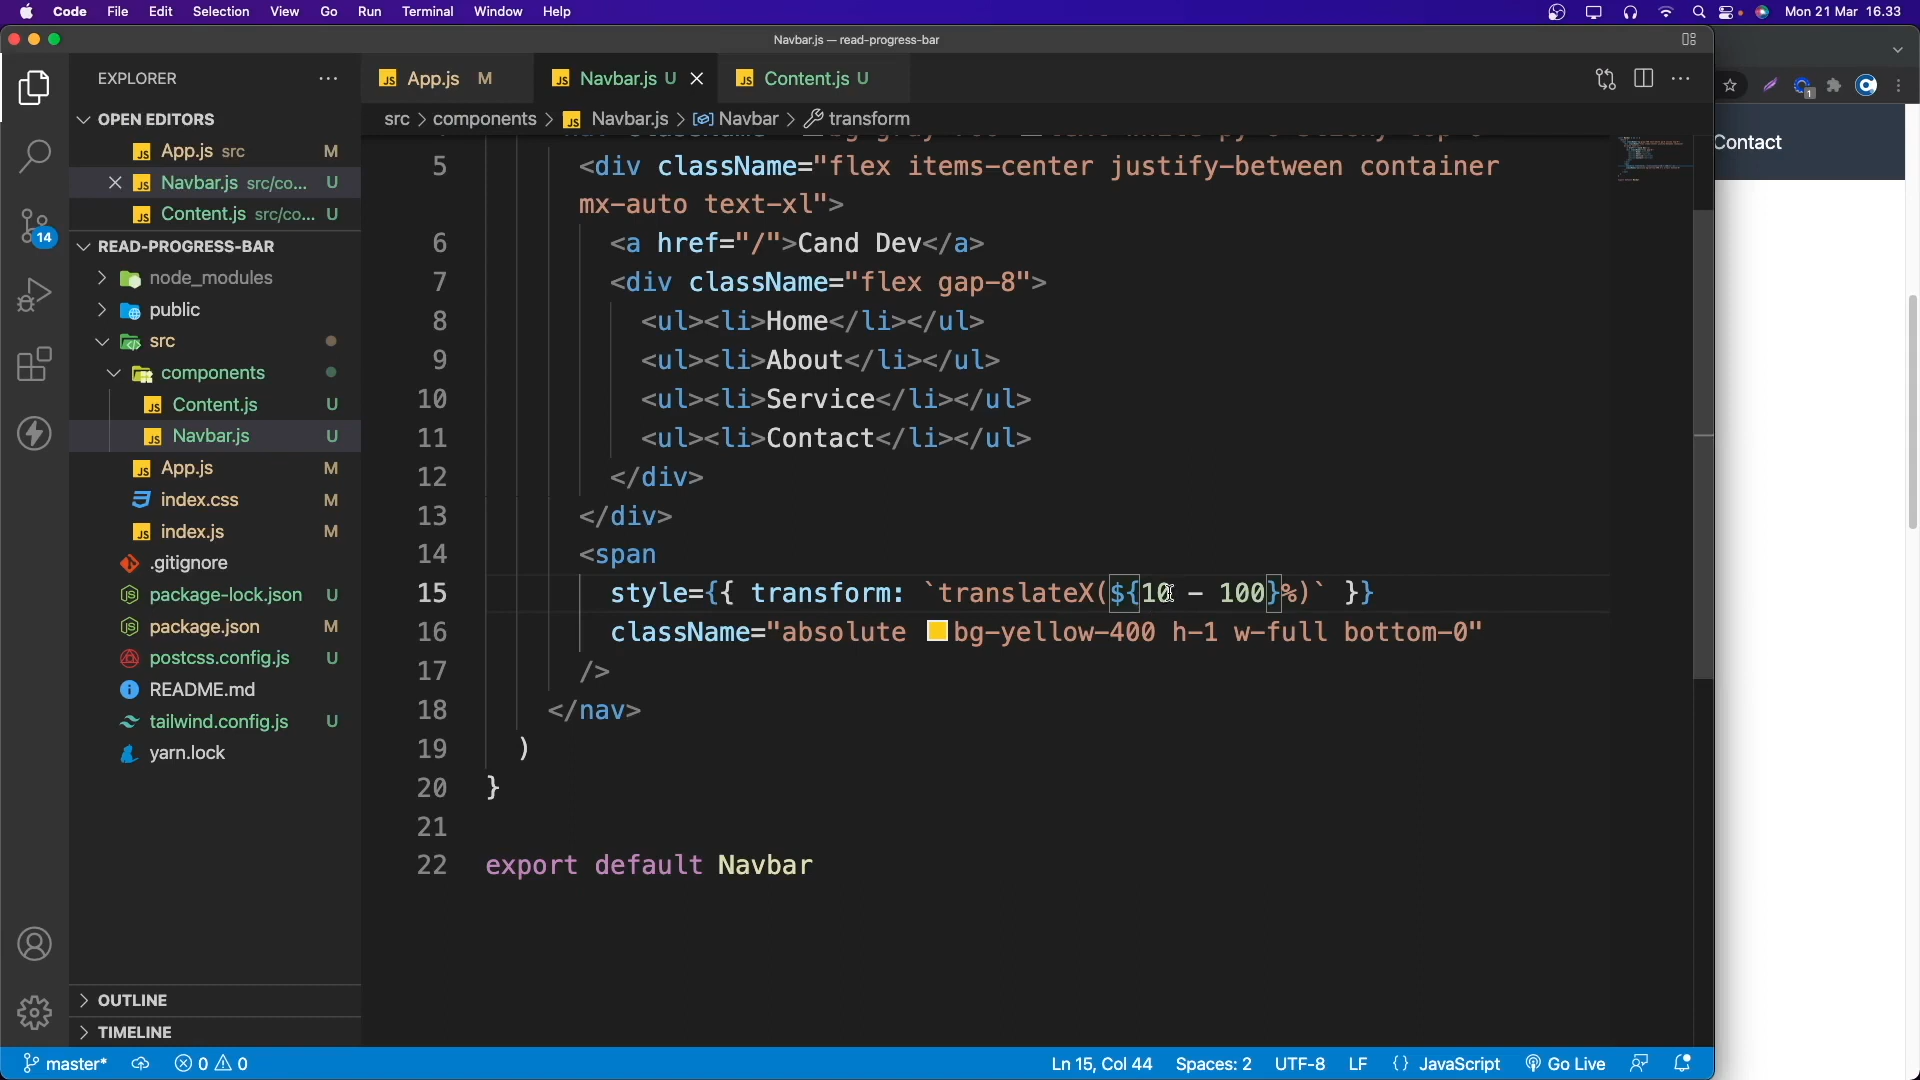 Code File Edit Selection View Go Run Terminal Window Help Mon 21 Mar 16.33
Navbar.js — read-progress-bar
EXPLORER
App.js M
Navbar.js U
Content.js U
OPEN EDITORS
App.js src M
Navbar.js src/co... U
Content.js src/co... U
READ-PROGRESS-BAR
node_modules
public
src
components
Content.js U
Navbar.js U
App.js M
index.css M
index.js M
.gitignore
package-lock.json U
package.json M
postcss.config.js U
README.md
tailwind.config.js U
yarn.lock
OUTLINE
TIMELINE
14
src > components > Navbar.js > Navbar > transform
5 <div className="flex items-center justify-between container
mx-auto text-xl">
6 <a href="/">Cand Dev</a>
7 <div className="flex gap-8">
8 <ul><li>Home</li></ul>
9 <ul><li>About</li></ul>
10 <ul><li>Service</li></ul>
11 <ul><li>Contact</li></ul>
12 </div>
13 </div>
14 <span
15 style={{ transform: `translateX(${10 - 100}%)` }}
16 className="absolute bg-yellow-400 h-1 w-full bottom-0"
17 />
18 </nav>
19 )
20 }
21
22 export default Navbar
1
Contact
master* 0 0 Ln 15, Col 44 Spaces: 2 UTF-8 LF {} JavaScript Go Live